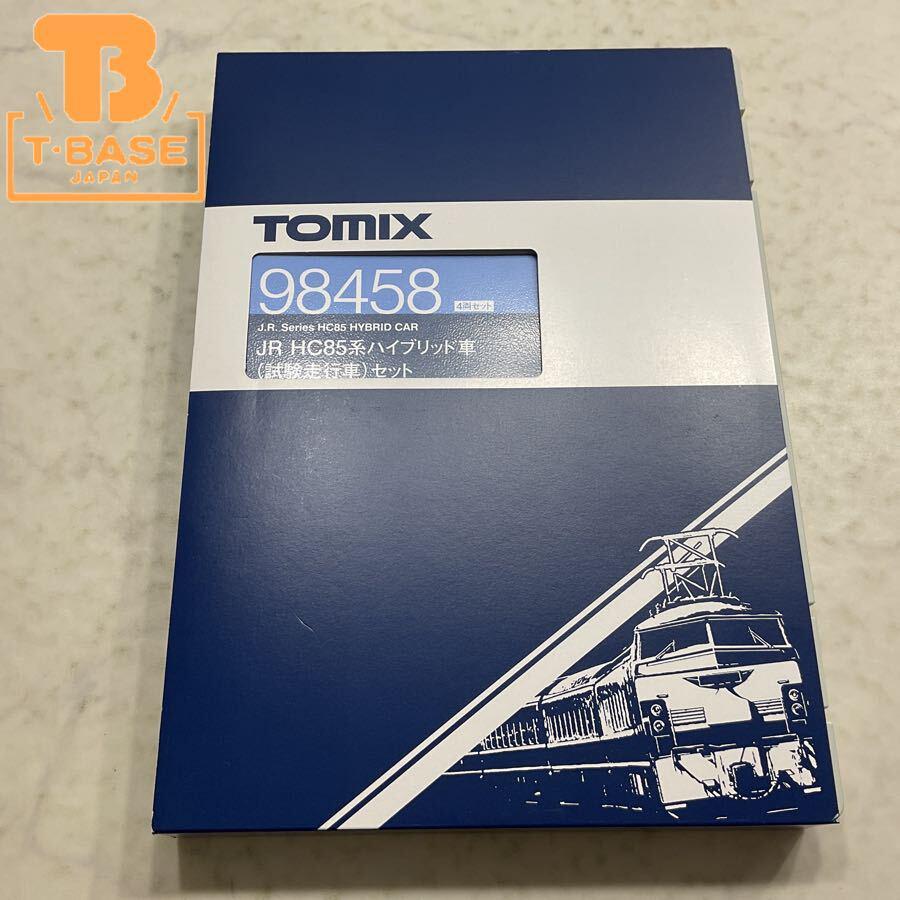 T·BASE
JAPAN
TOMIX
98458 4両セット
J.R. Series HC85 HYBRID CAR
JR HC85系ハイブリッド車
(試験走行車)セット